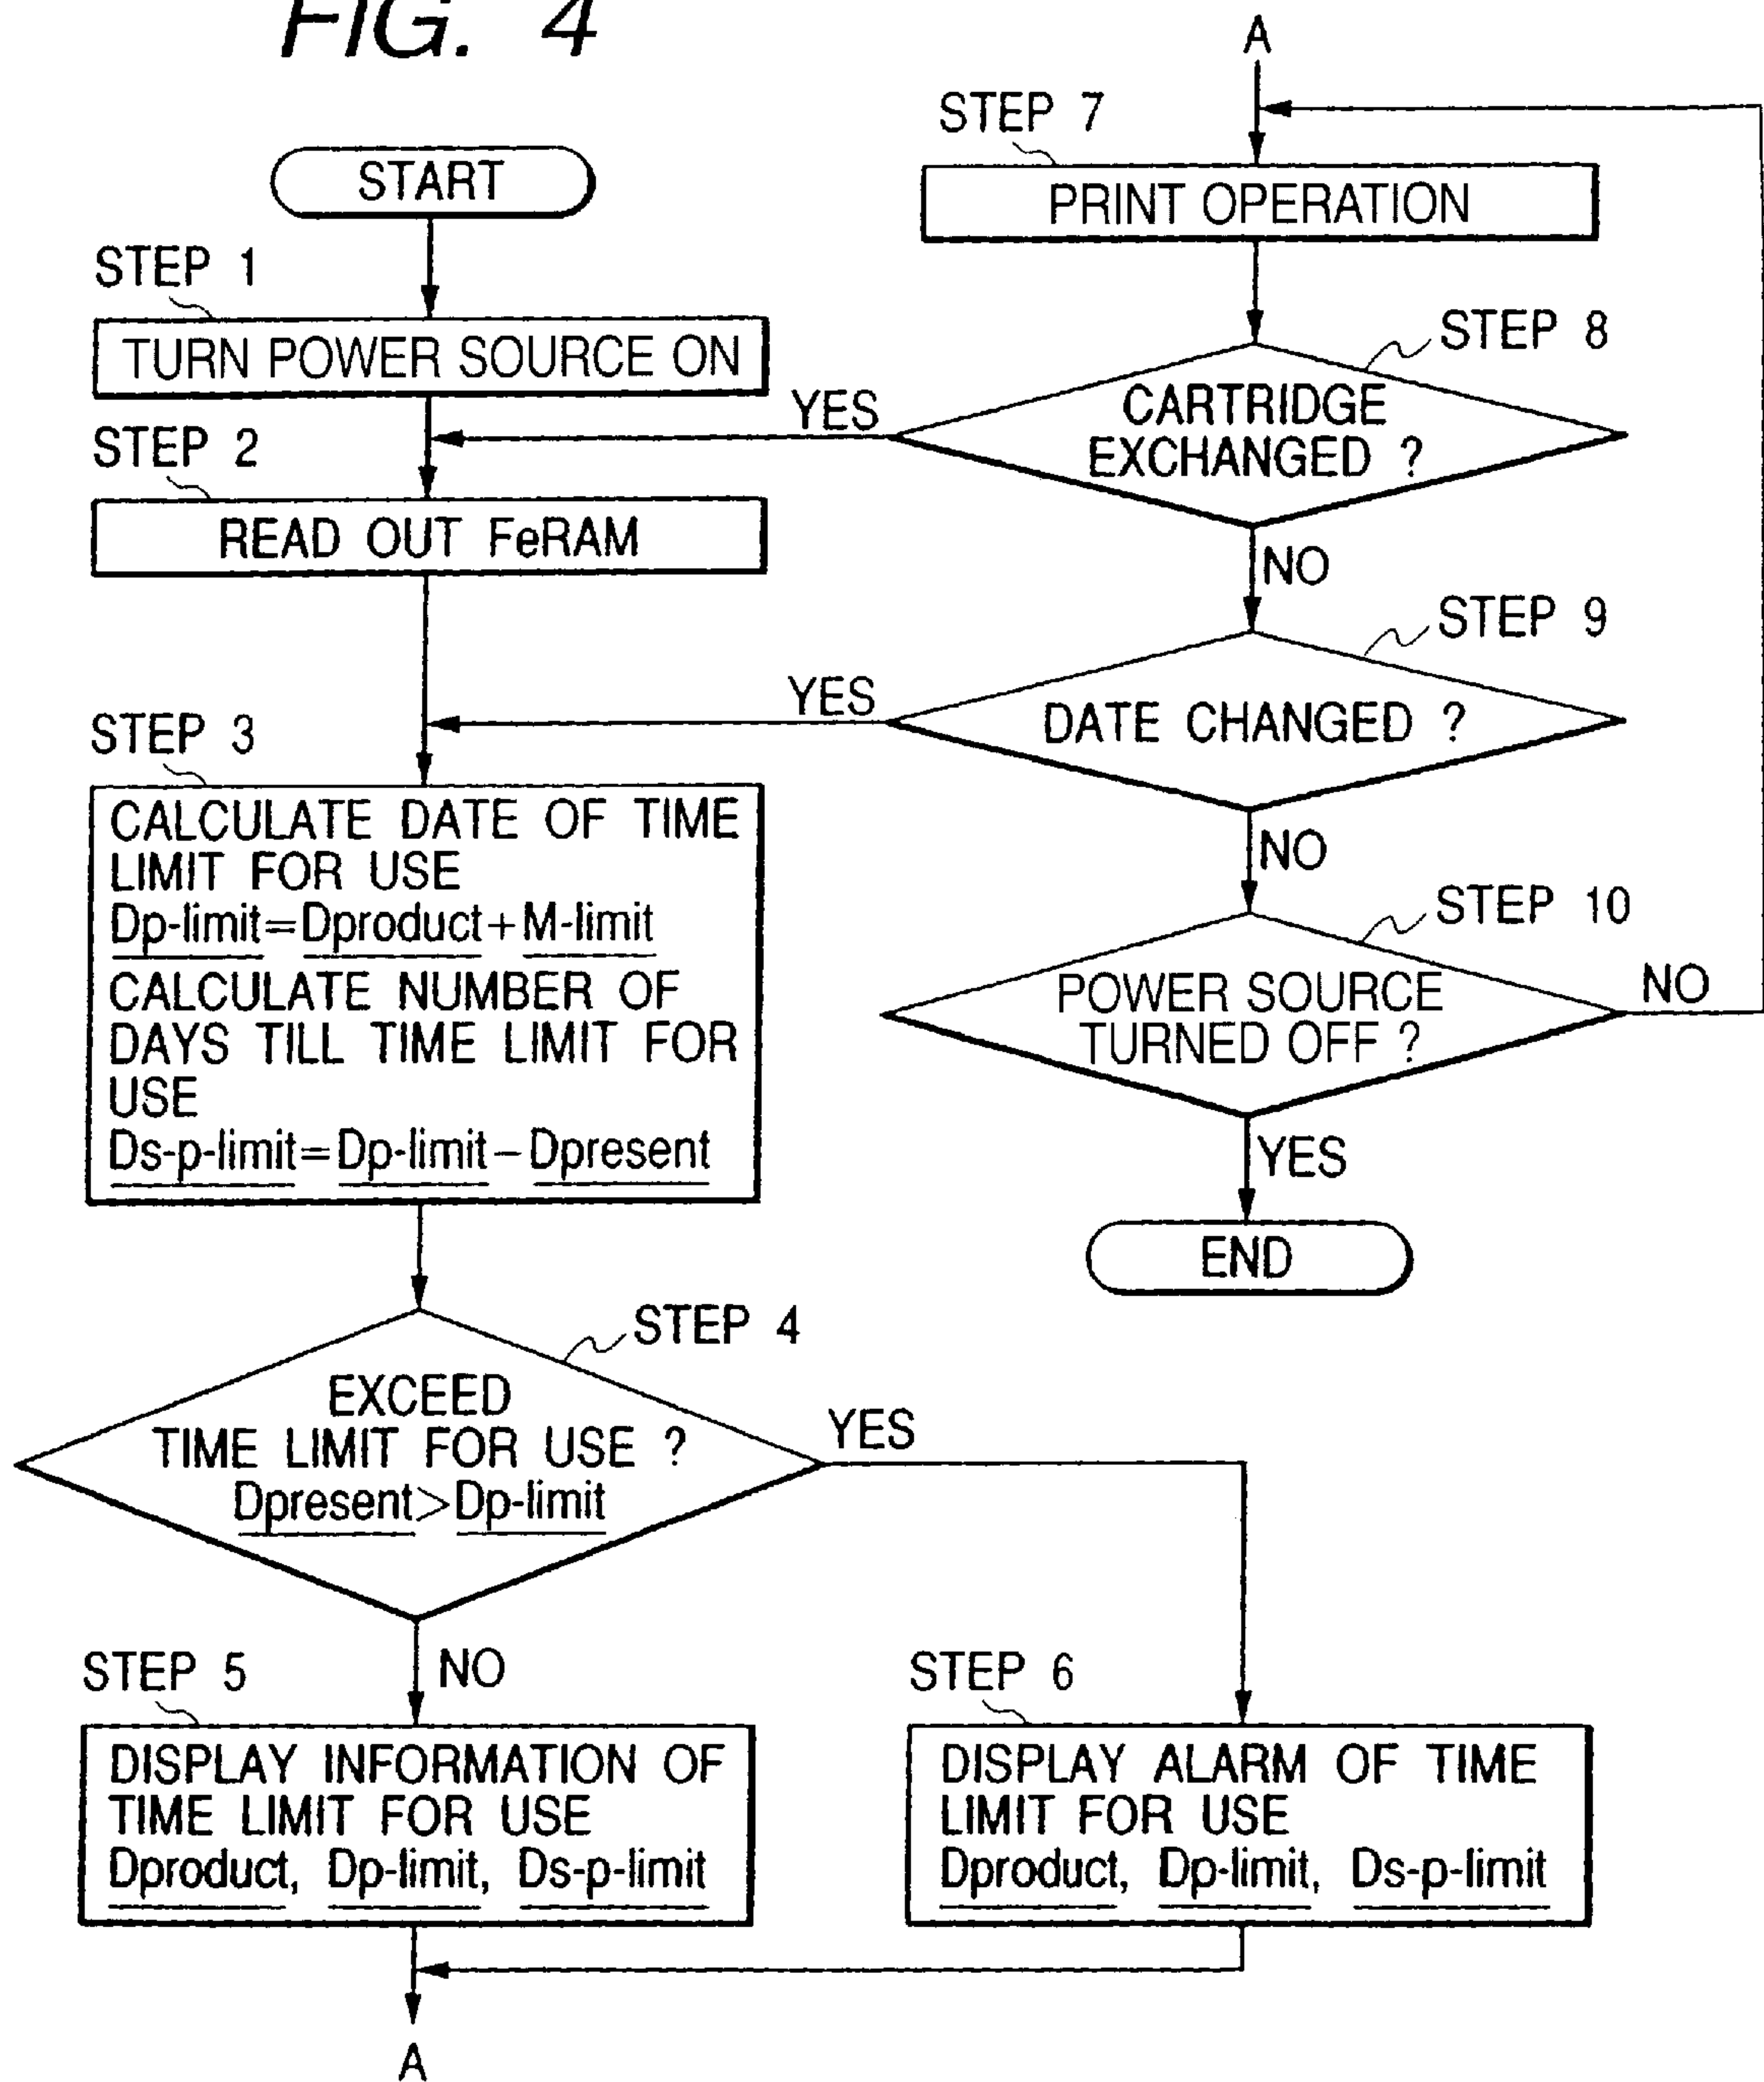 FIG. 4
START
STEP 1
TURN POWER SOURCE ON
STEP 2
READ OUT FeRAM
STEP 3
CALCULATE DATE OF TIME
LIMIT FOR USE
Dp-limit=Dproduct+M-limit
CALCULATE NUMBER OF
DAYS TILL TIME LIMIT FOR
USE
Ds-p-limit=Dp-limit−Dpresent
STEP 4
EXCEED
TIME LIMIT FOR USE ?
Dpresent>Dp-limit
YES
NO
STEP 5
DISPLAY INFORMATION OF
TIME LIMIT FOR USE
Dproduct, Dp-limit, Ds-p-limit
STEP 6
DISPLAY ALARM OF TIME
LIMIT FOR USE
Dproduct, Dp-limit, Ds-p-limit
A
A
STEP 7
PRINT OPERATION
STEP 8
CARTRIDGE
EXCHANGED ?
YES
NO
STEP 9
DATE CHANGED ?
YES
NO
STEP 10
POWER SOURCE
TURNED OFF ?
NO
YES
END